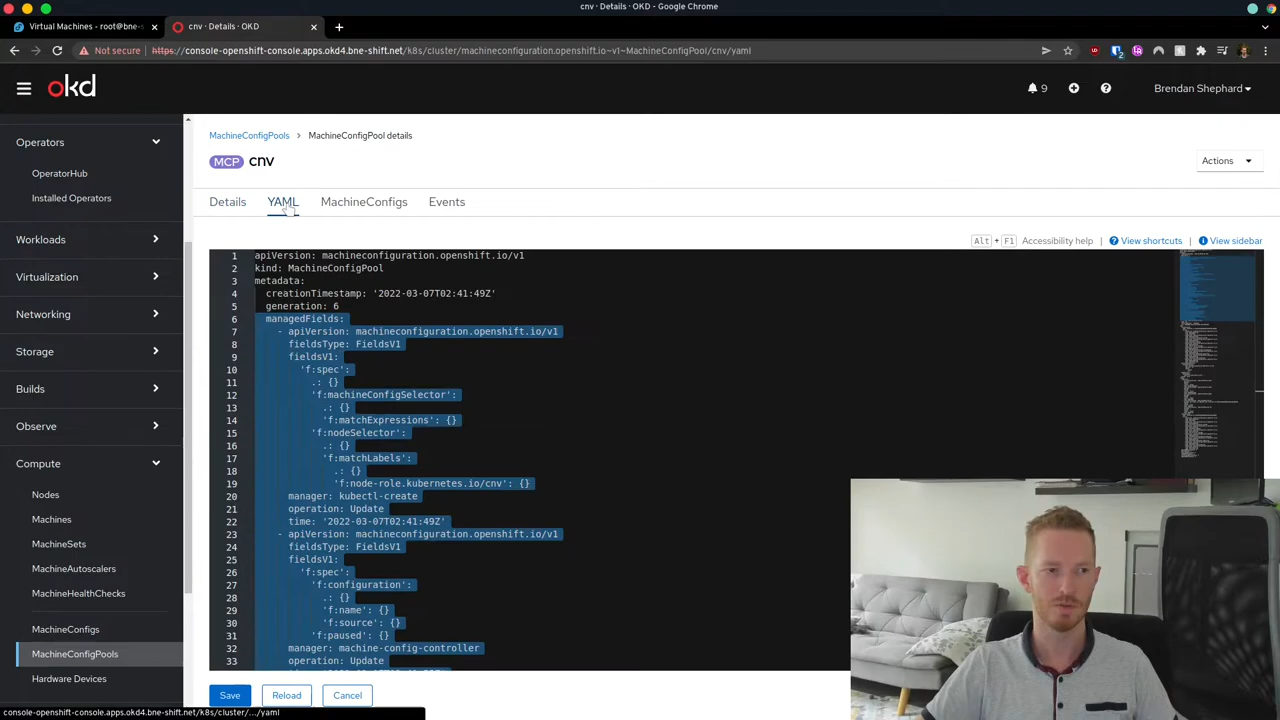 cnv · Details · OKD - Google Chrome
Virtual Machines - root@bne-
cnv · Details · OKD
Not secure
https://console-openshift-console.apps.okd4.bne-shift.net/k8s/cluster/machineconfiguration.openshift.io~v1~MachineConfigPool/cnv/yaml
okd
9
Brendan Shephard
Operators
OperatorHub
Installed Operators
Workloads
Virtualization
Networking
Storage
Builds
Observe
Compute
Nodes
Machines
MachineSets
MachineAutoscalers
MachineHealthChecks
MachineConfigs
MachineConfigPools
Hardware Devices
MachineConfigPools > MachineConfigPool details
MCP cnv
Actions
Details YAML MachineConfigs Events
Alt + F1 Accessibility help | View shortcuts | View sidebar
1 apiVersion: machineconfiguration.openshift.io/v1
2 kind: MachineConfigPool
3 metadata:
4 creationTimestamp: '2022-03-07T02:41:49Z'
5 generation: 6
6 managedFields:
7 - apiVersion: machineconfiguration.openshift.io/v1
8 fieldsType: FieldsV1
9 fieldsV1:
10 'f:spec':
11 .: {}
12 'f:machineConfigSelector':
13 .: {}
14 'f:matchExpressions': {}
15 'f:nodeSelector':
16 .: {}
17 'f:matchLabels':
18 .: {}
19 'f:node-role.kubernetes.io/cnv': {}
20 manager: kubectl-create
21 operation: Update
22 time: '2022-03-07T02:41:49Z'
23 - apiVersion: machineconfiguration.openshift.io/v1
24 fieldsType: FieldsV1
25 fieldsV1:
26 'f:spec':
27 'f:configuration':
28 .: {}
29 'f:name': {}
30 'f:source': {}
31 'f:paused': {}
32 manager: machine-config-controller
33 operation: Update
Save Reload Cancel
console-openshift-console.apps.okd4.bne-shift.net/k8s/cluster/.../yaml